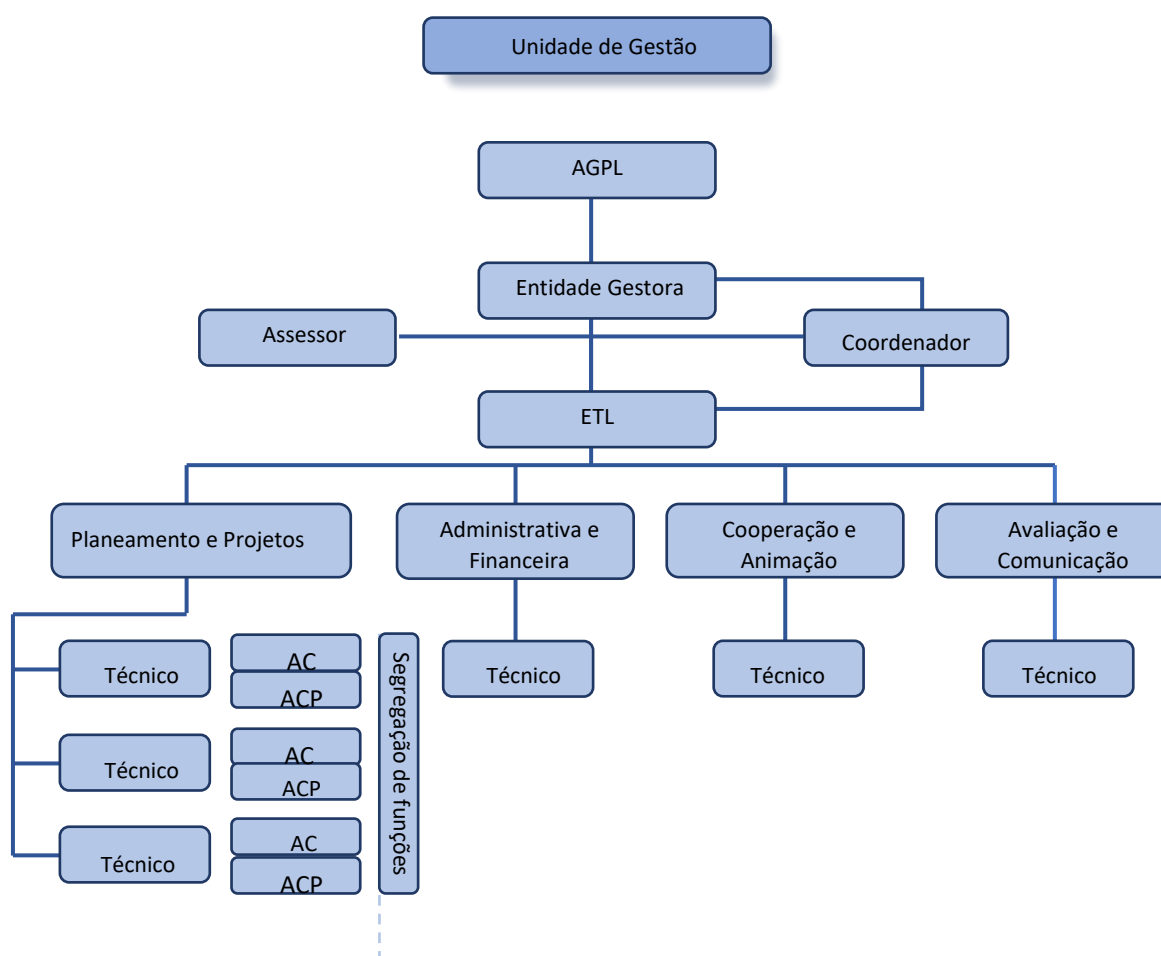 Unidade de Gestão
AGPL
Entidade Gestora
Assessor
Coordenador
ETL
Planeamento e Projetos
Administrativa e
Financeira
Cooperação e
Animação
Avaliação e
Comunicação
Técnico
AC
ACP
Técnico
AC
ACP
Técnico
AC
ACP
Segregação de funções
Técnico
Técnico
Técnico